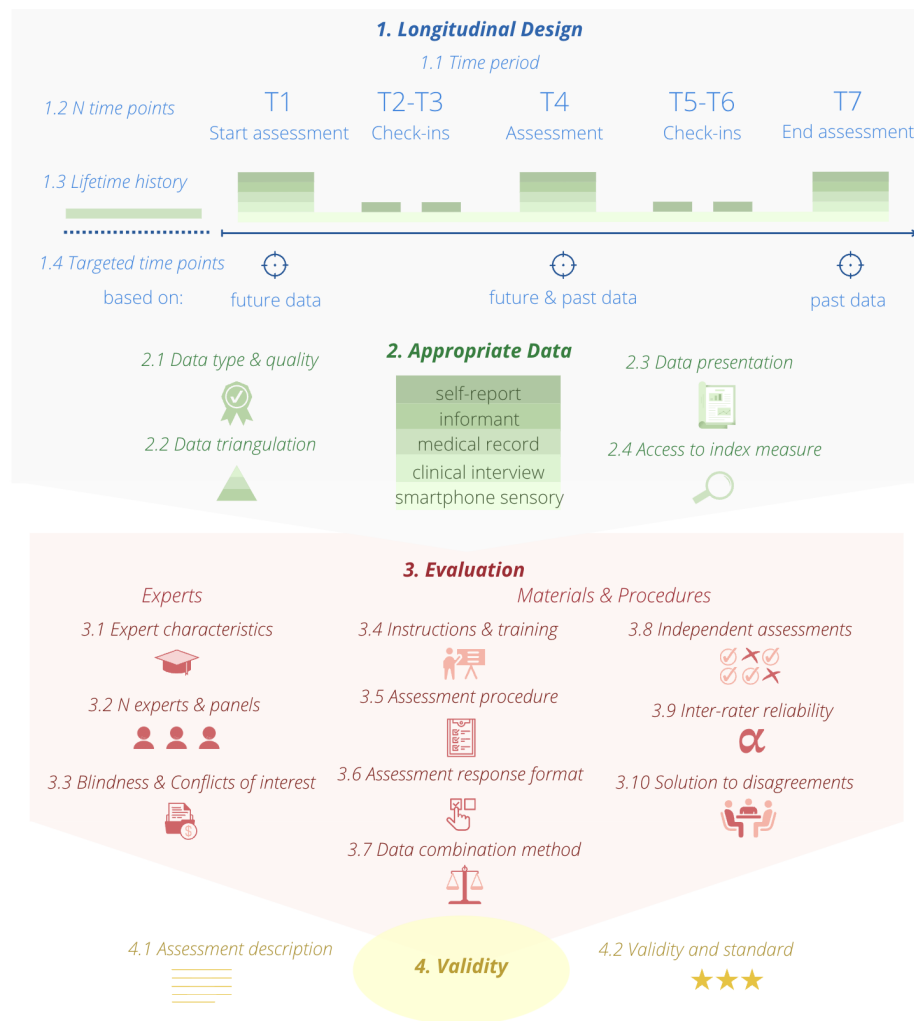 1. Longitudinal Design
1.1 Time period
1.2 N time points
T1
T2-T3
T4
T5-T6
T7
Start assessment
Check-ins
Assessment
Check-ins
End assessment
1.3 Lifetime history
1.4 Targeted time points
based on:
future data
future & past data
past data
2. Appropriate Data
2.1 Data type & quality
2.2 Data triangulation
self-report
informant
medical record
clinical interview
smartphone sensory
2.3 Data presentation
2.4 Access to index measure
3. Evaluation
Experts
3.1 Expert characteristics
3.2 N experts & panels
3.3 Blindness & Conflicts of interest
$
Materials & Procedures
3.4 Instructions & training
3.5 Assessment procedure
3.6 Assessment response format
3.7 Data combination method
3.8 Independent assessments
3.9 Inter-rater reliability
α
3.10 Solution to disagreements
4. Validity
4.1 Assessment description
4.2 Validity and standard